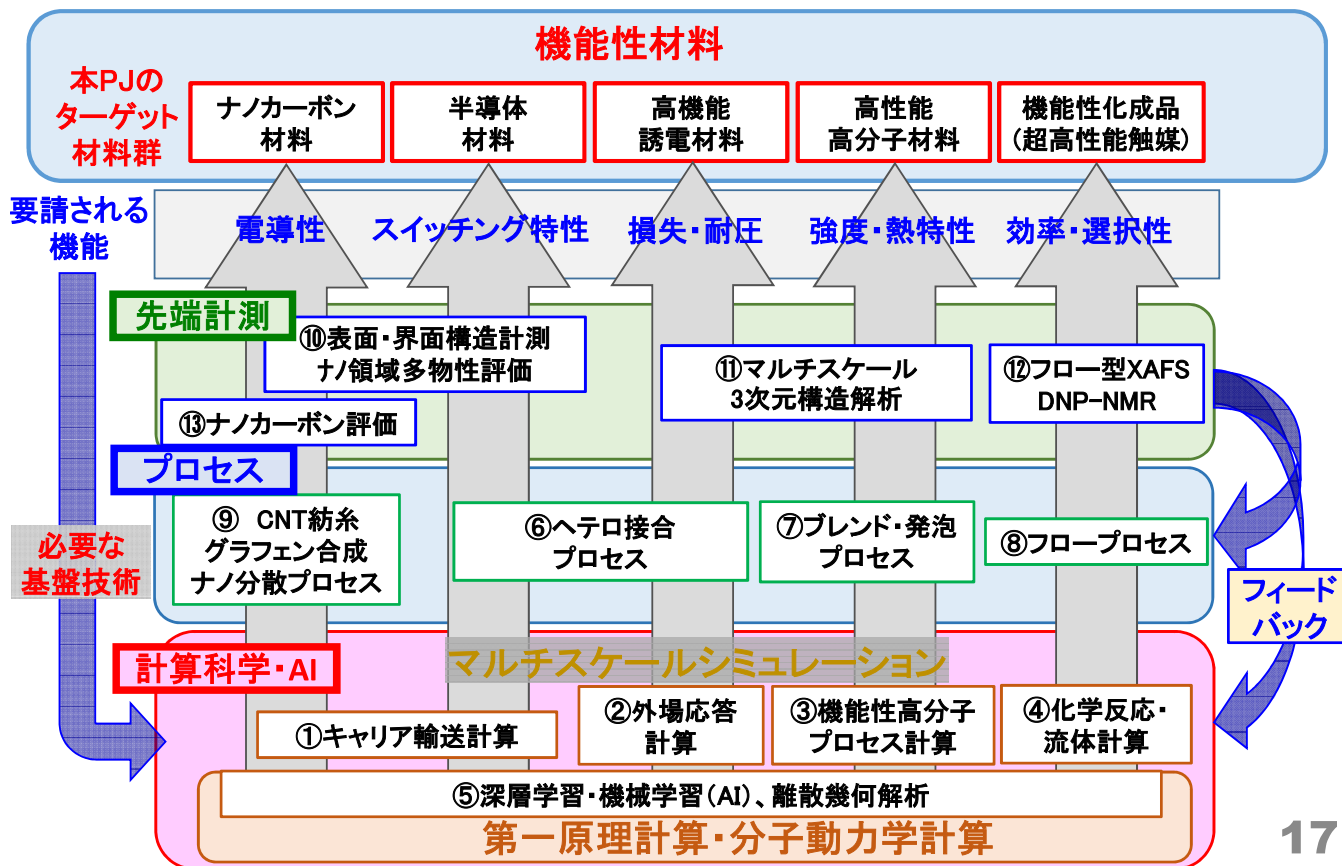 機能性材料
本PJの
ターゲット
材料群
ナノカーボン
材料
半導体
材料
高機能
誘電材料
高性能
高分子材料
機能性化成品
(超高性能触媒)
要請される
機能
電導性
スイッチング特性
損失・耐圧
強度・熱特性
効率・選択性
先端計測
⑩表面・界面構造計測
ナノ領域多物性評価
⑪マルチスケール
3次元構造解析
⑫フロー型XAFS
DNP-NMR
⑬ナノカーボン評価
プロセス
⑨ CNT紡糸
グラフェン合成
ナノ分散プロセス
⑥ヘテロ接合
プロセス
⑦ブレンド・発泡
プロセス
⑧フロープロセス
必要な
基盤技術
フィード
バック
計算科学・AI
マルチスケールシミュレーション
①キャリア輸送計算
②外場応答
計算
③機能性高分子
プロセス計算
④化学反応・
流体計算
⑤深層学習・機械学習(AI)、離散幾何解析
第一原理計算・分子動力学計算
17